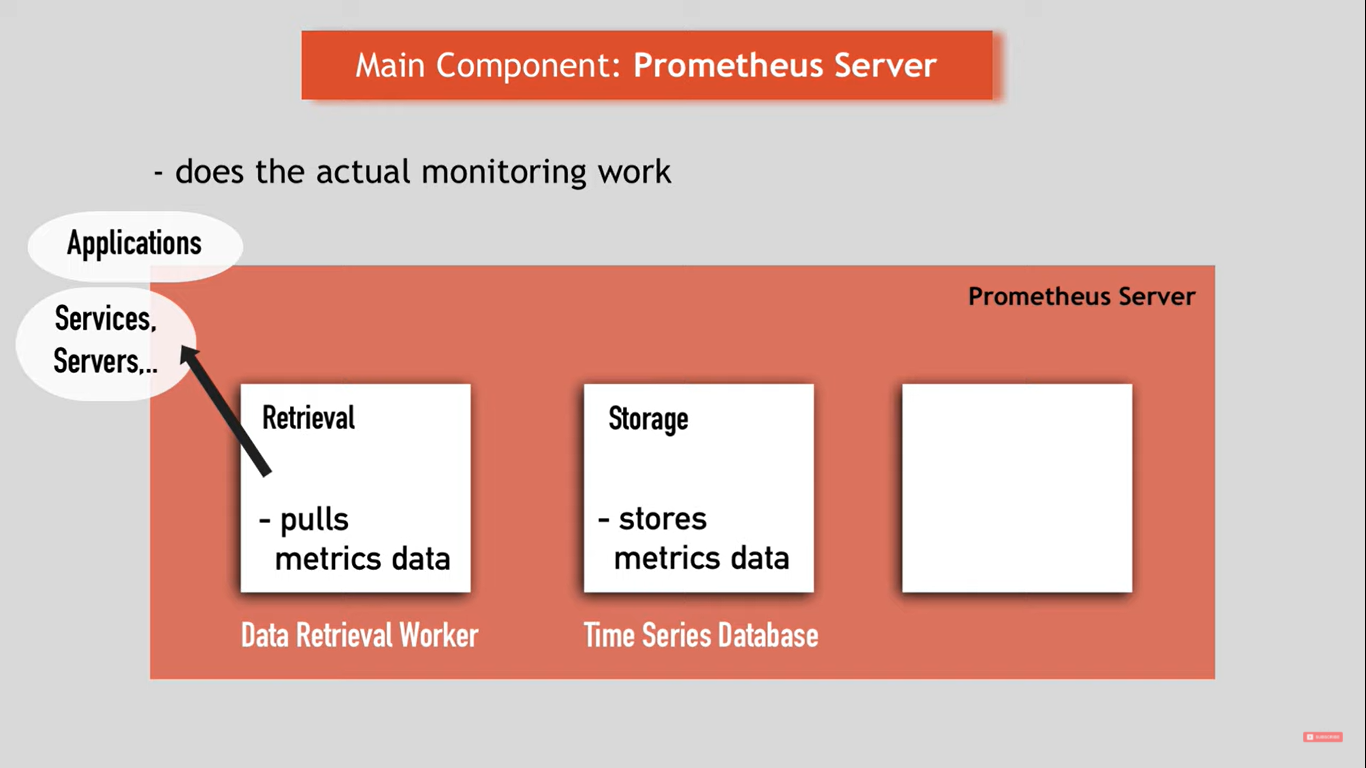 Main Component: Prometheus Server
- does the actual monitoring work
Applications
Services,
Servers,..
Prometheus Server
Retrieval
- pulls
metrics data
Data Retrieval Worker
Storage
- stores
metrics data
Time Series Database
SUBSCRIBE